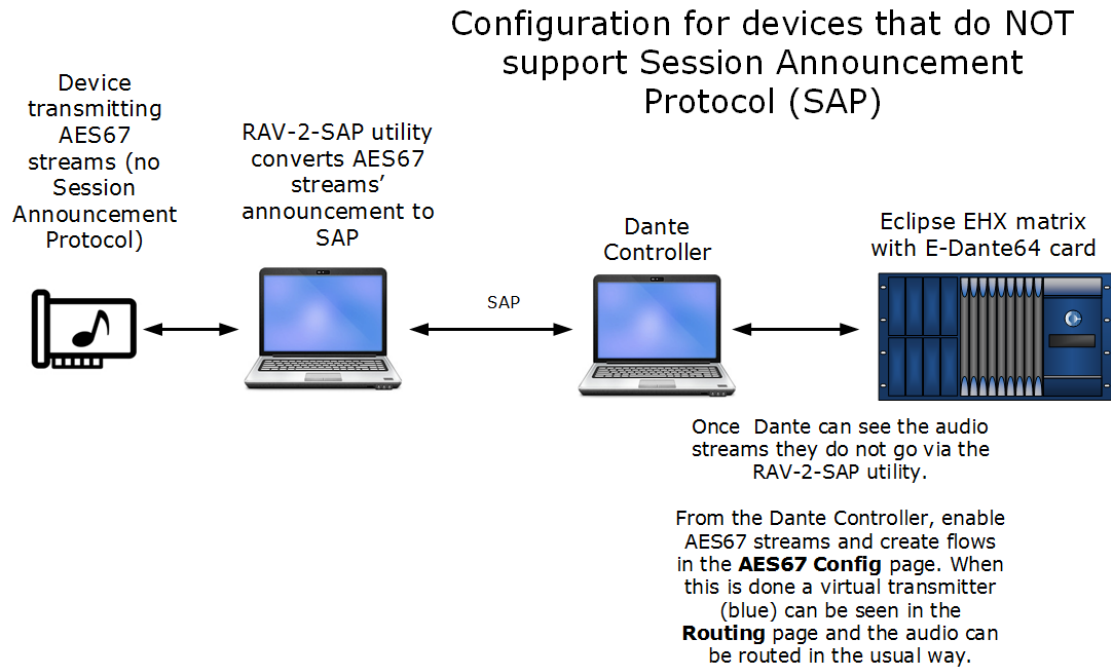 Configuration for devices that do NOT
support Session Announcement
Protocol (SAP)
Device
transmitting
AES67
streams (no
Session
Announcement
Protocol)
RAV-2-SAP utility
converts AES67
streams’
announcement to
SAP
SAP
Dante
Controller
Eclipse EHX matrix
with E-Dante64 card
Once  Dante can see the audio
streams they do not go via the
RAV-2-SAP utility.
From the Dante Controller, enable
AES67 streams and create flows
in the AES67 Config page. When
this is done a virtual transmitter
(blue) can be seen in the
Routing page and the audio can
be routed in the usual way.